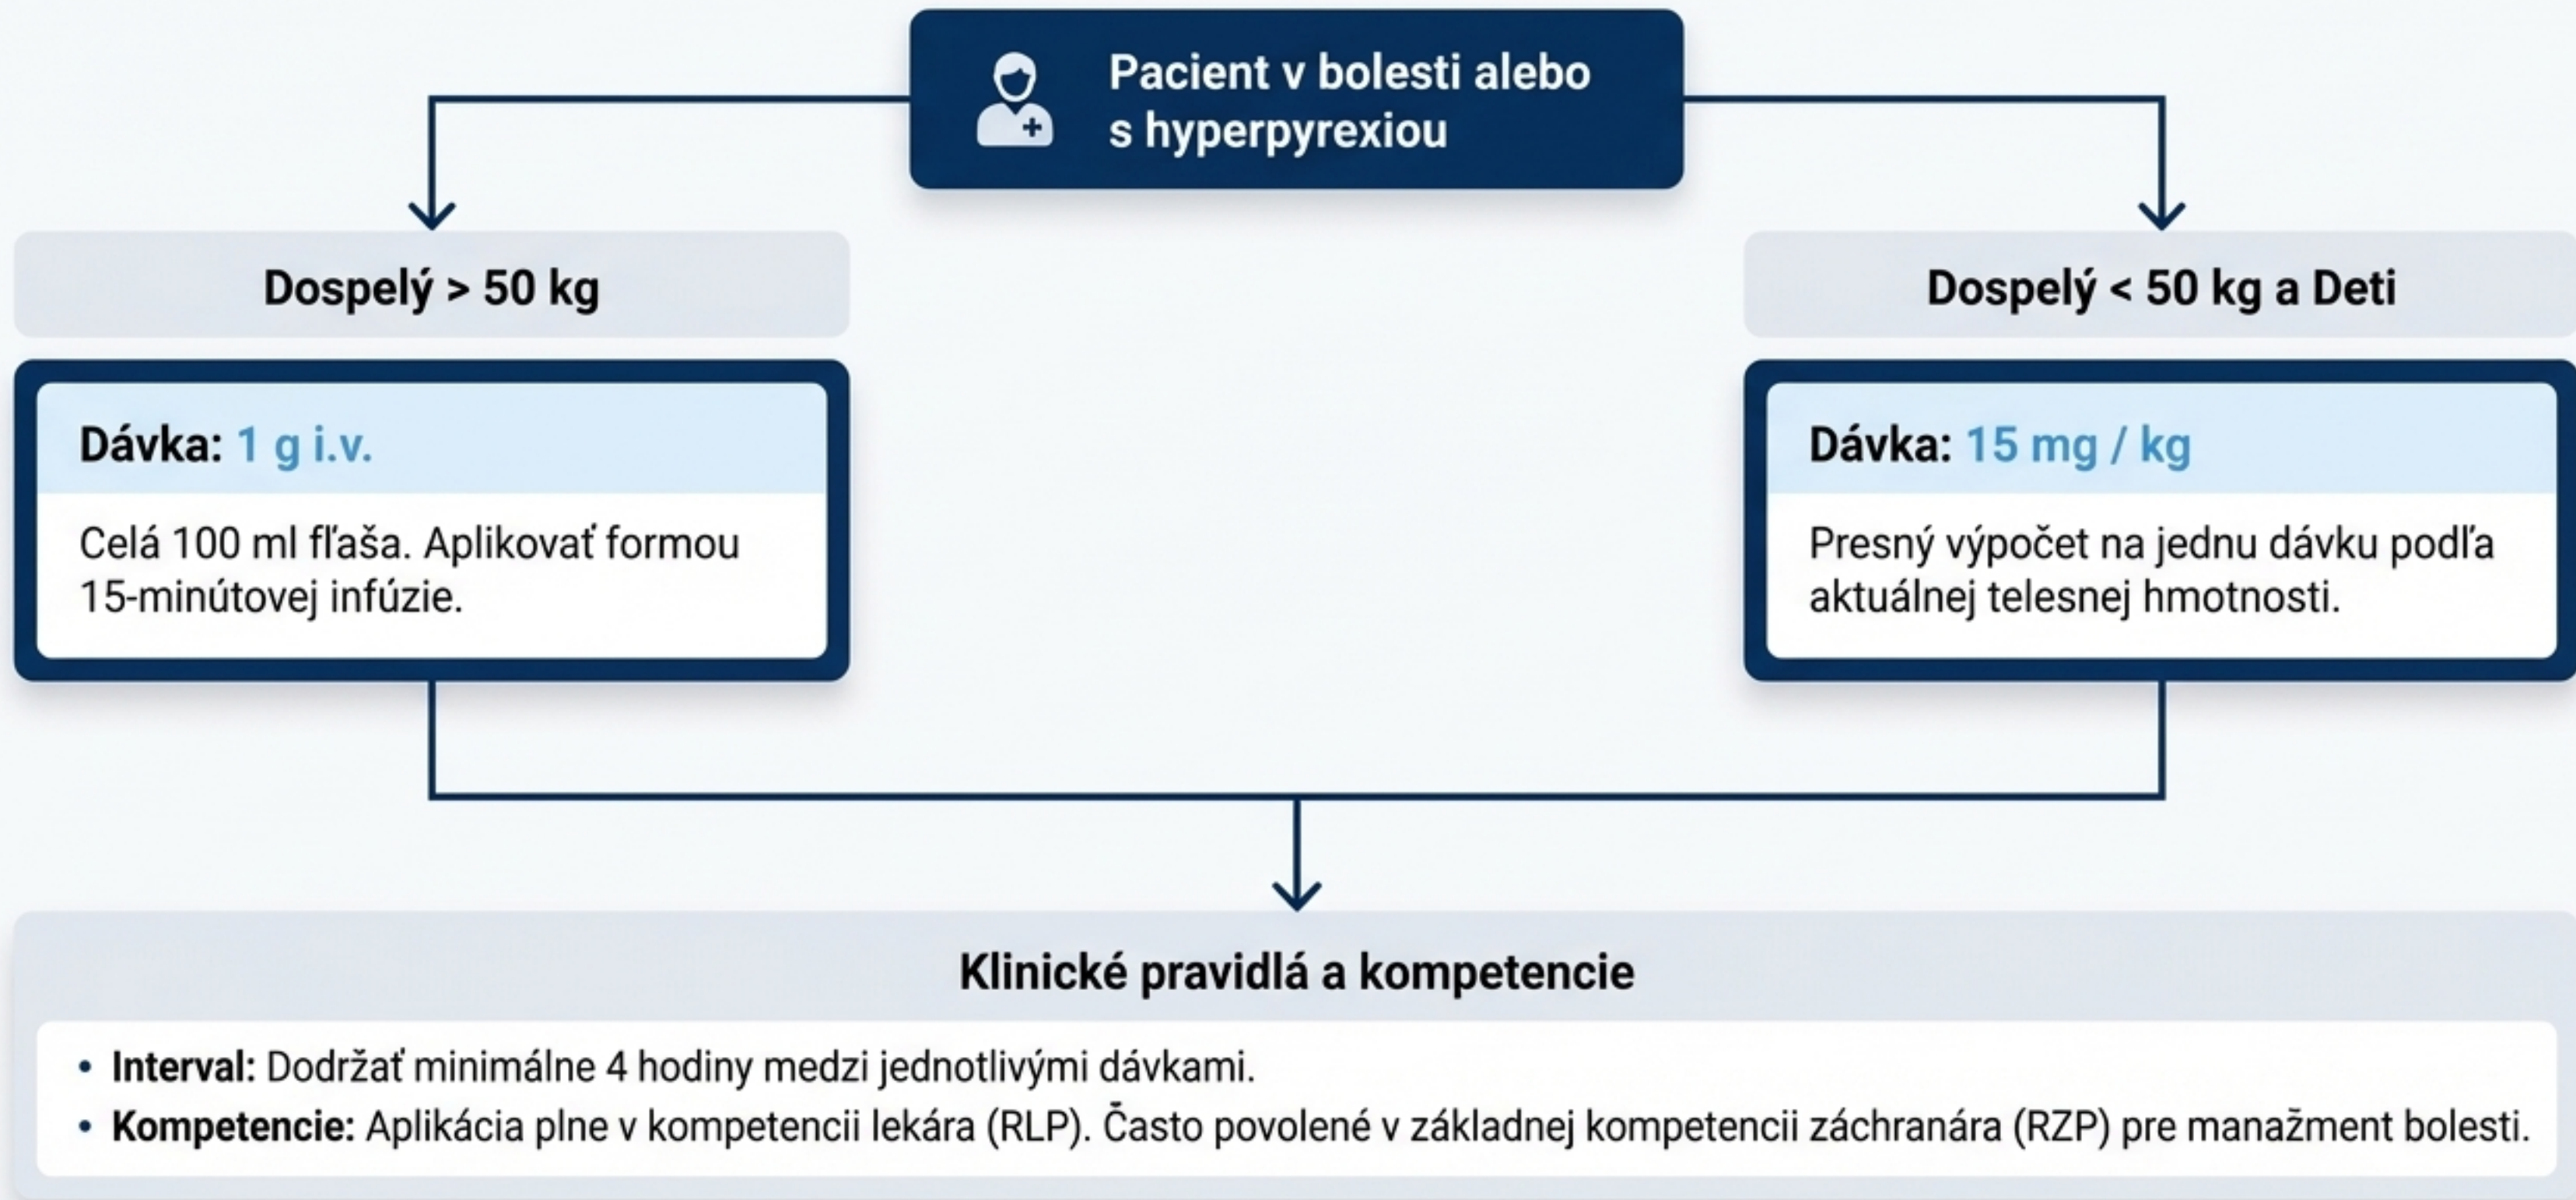 Pacient v bolesti alebo
s hyperpyrexiou
Dospelý > 50 kg
Dávka: 1 g i.v.
Celá 100 ml fľaša. Aplikovať formou
15-minútovej infúzie.
Dospelý < 50 kg a Deti
Dávka: 15 mg / kg
Presný výpočet na jednu dávku podľa
aktuálnej telesnej hmotnosti.
Klinické pravidlá a kompetencie
• Interval: Dodržať minimálne 4 hodiny medzi jednotlivými dávkami.
• Kompetencie: Aplikácia plne v kompetencii lekára (RLP). Často povolené v základnej kompetencii záchranára (RZP) pre manažment bolesti.